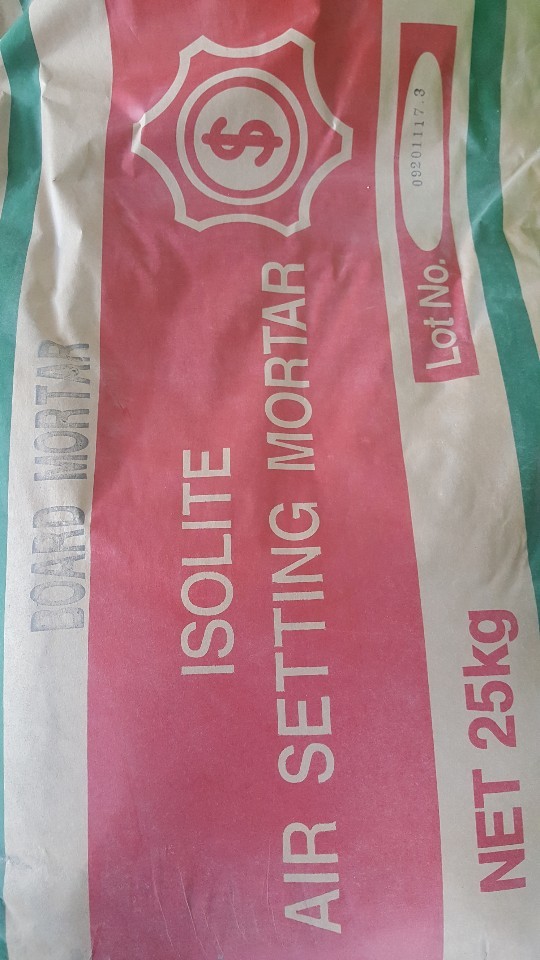 BOARD MORTAR
$
ISOLITE
AIR SETTING MORTAR
Lot No. 09201117.3
NET 25kg